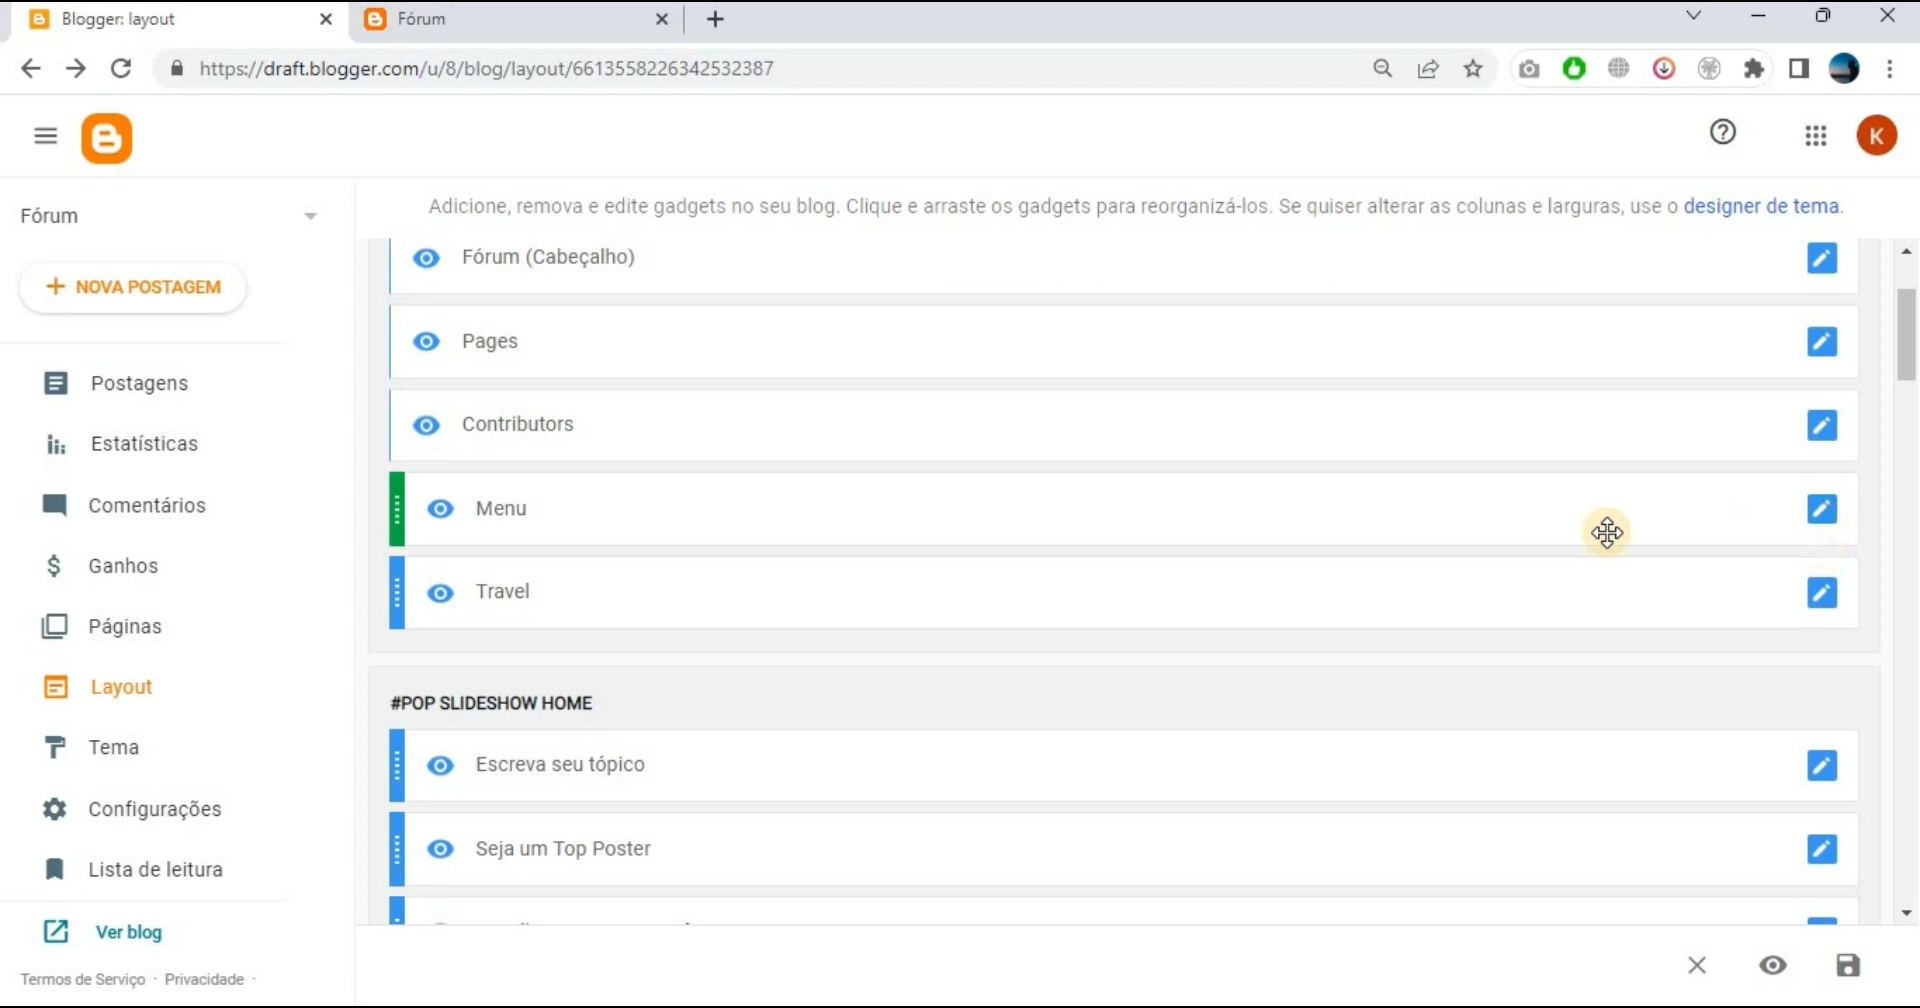 Blogger: layout
Fórum
https://draft.blogger.com/u/8/blog/layout/6613558226342532387
K
Fórum
NOVA POSTAGEM
Postagens
Estatísticas
Comentários
Ganhos
Páginas
Layout
Tema
Configurações
Lista de leitura
Ver blog
Termos de Serviço · Privacidade ·
Adicione, remova e edite gadgets no seu blog. Clique e arraste os gadgets para reorganizá-los. Se quiser alterar as colunas e larguras, use o designer de tema.
Fórum (Cabeçalho)
Pages
Contributors
Menu
Travel
#POP SLIDESHOW HOME
Escreva seu tópico
Seja um Top Poster